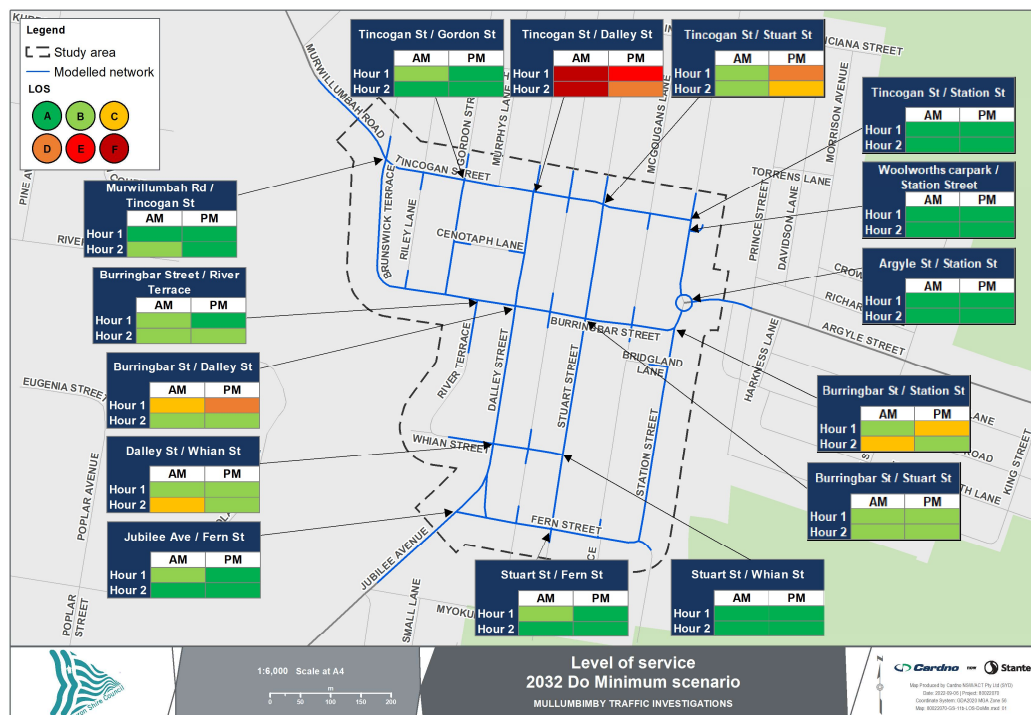 Legend
Study area
Modelled network
LOS
A B C
D E F
Tincogan St / Gordon St
AM PM
Hour 1
Hour 2
Tincogan St / Dalley St
AM PM
Hour 1
Hour 2
Tincogan St / Stuart St
AM PM
Hour 1
Hour 2
Tincogan St / Station St
AM PM
Hour 1
Hour 2
Woolworths carpark /
Station Street
AM PM
Hour 1
Hour 2
Argyle St / Station St
AM PM
Hour 1
Hour 2
Murwillumbah Rd /
Tincogan St
AM PM
Hour 1
Hour 2
Burringbar Street / River
Terrace
AM PM
Hour 1
Hour 2
Burringbar St / Dalley St
AM PM
Hour 1
Hour 2
Dalley St / Whian St
AM PM
Hour 1
Hour 2
Jubilee Ave / Fern St
AM PM
Hour 1
Hour 2
Burringbar St / Station St
AM PM
Hour 1
Hour 2
Burringbar St / Stuart St
AM PM
Hour 1
Hour 2
Stuart St / Fern St
AM PM
Hour 1
Hour 2
Stuart St / Whian St
AM PM
Hour 1
Hour 2
MURWILLUMBAH ROAD
GORDON ST
MURPHYS LANE
MCGOUGANS LANE
MORRISON AVENUE
TINCOGAN STREET
TORRENS LANE
PRINCE STREET
DAVIDSON LANE
BRUNSWICK TERRACE
RILEY LANE
CENOTAPH LANE
BURRINGBAR STREET
BRIDGLAND
LANE
ARGYLE STREET
HARKNESS LANE
RIVER TERRACE
DALLEY STREET
STUART STREET
STATION STREET
WHIAN STREET
FERN STREET
JUBILEE AVENUE
SMALL LANE
EUGENIA STREET
POPLAR AVENUE
POPLAR
STREET
KING STREET
1:6,000 Scale at A4
m
0 50 100 200
Level of service
2032 Do Minimum scenario
MULLUMBIMBY TRAFFIC INVESTIGATIONS
Cardno now Stantec
Map Produced by Cardno NSW/ACT Pty Ltd (SYD)